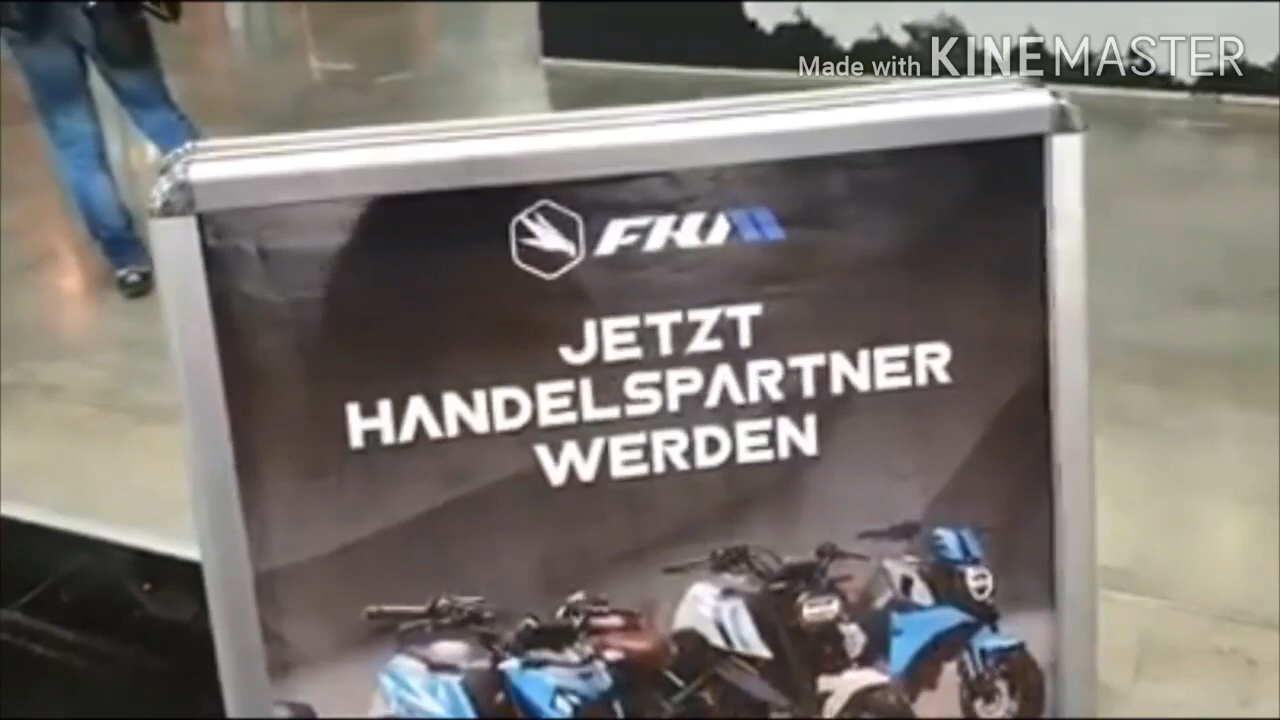 Made with KINEMASTER
FKM
JETZT
HANDELSPARTNER
WERDEN